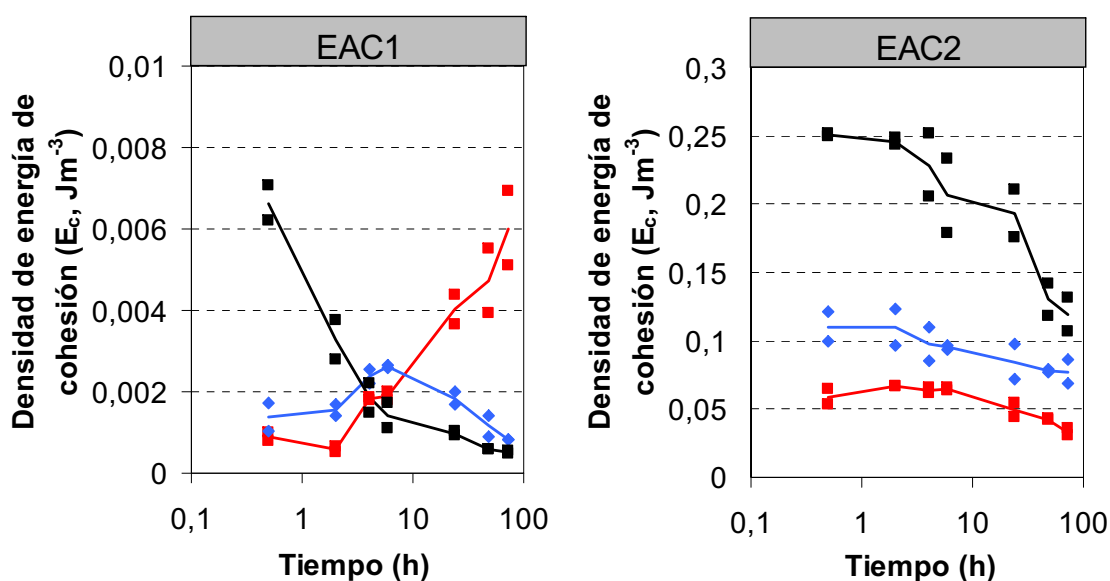 EAC1
Densidad de energía de
cohesión (Ec, Jm-3)
0,01
0,008
0,006
0,004
0,002
0
0,1 1 10 100
Tiempo (h)
EAC2
Densidad de energía de
cohesión (Ec, Jm-3)
0,3
0,25
0,2
0,15
0,1
0,05
0
0,1 1 10 100
Tiempo (h)